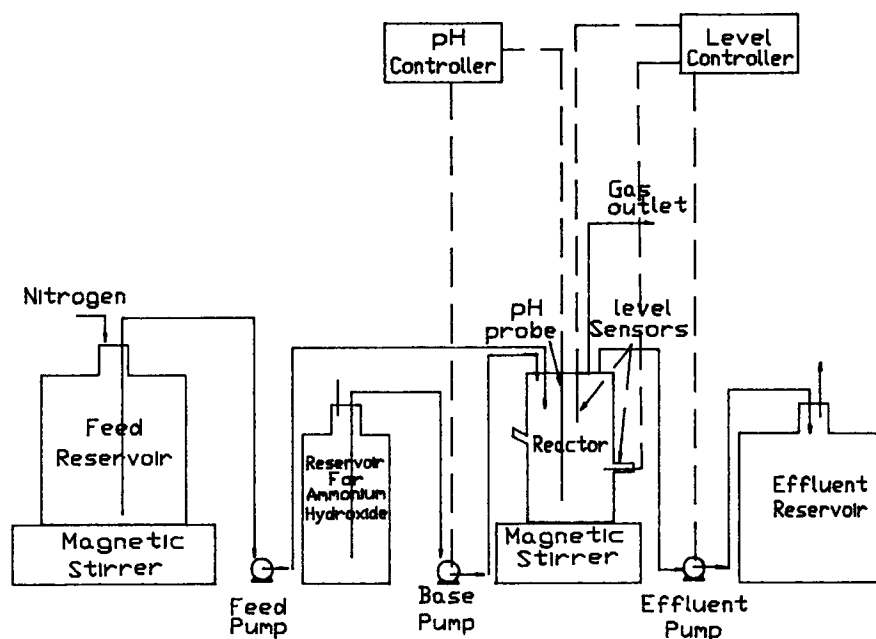 pH
Controller
Level
Controller
Gas
outlet
Nitrogen
pH
probe
level
Sensors
Feed
Reservoir
Reservoir
For
Ammonium
Hydroxide
Reactor
Effluent
Reservoir
Magnetic
Stirrer
Magnetic
Stirrer
Feed
Pump
Base
Pump
Effluent
Pump